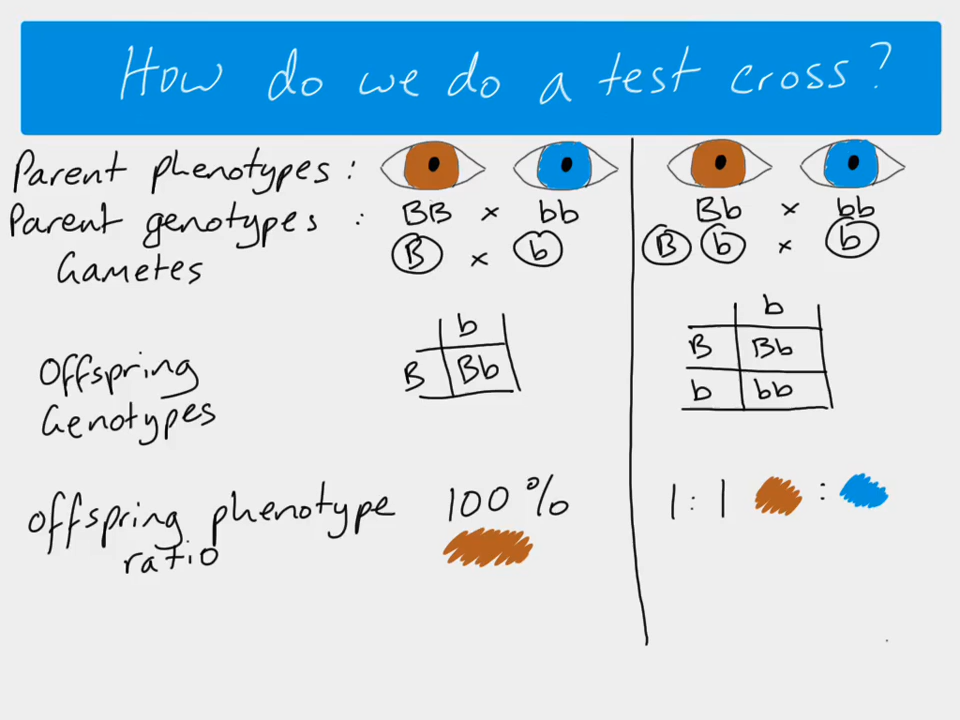 How do we do a test cross?
Parent phenotypes :
Parent genotypes : BB × bb Bb × bb
Gametes B × b B b × b
b b
Offspring B Bb B Bb
Genotypes b bb
Offspring phenotype 100 % 1 : 1 :
ratio